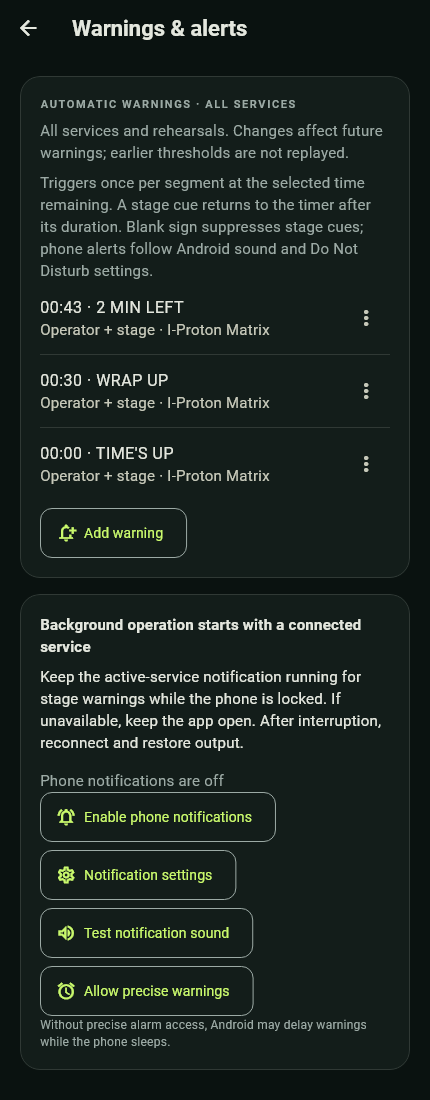 Warnings & alerts
AUTOMATIC WARNINGS · ALL SERVICES
All services and rehearsals. Changes affect future
warnings; earlier thresholds are not replayed.
Triggers once per segment at the selected time
remaining. A stage cue returns to the timer after
its duration. Blank sign suppresses stage cues;
phone alerts follow Android sound and Do Not
Disturb settings.
00:43 · 2 MIN LEFT
Operator + stage · I-Proton Matrix
00:30 · WRAP UP
Operator + stage · I-Proton Matrix
00:00 · TIME'S UP
Operator + stage · I-Proton Matrix
Add warning
Background operation starts with a connected
service
Keep the active-service notification running for
stage warnings while the phone is locked. If
unavailable, keep the app open. After interruption,
reconnect and restore output.
Phone notifications are off
Enable phone notifications
Notification settings
Test notification sound
Allow precise warnings
Without precise alarm access, Android may delay warnings
while the phone sleeps.